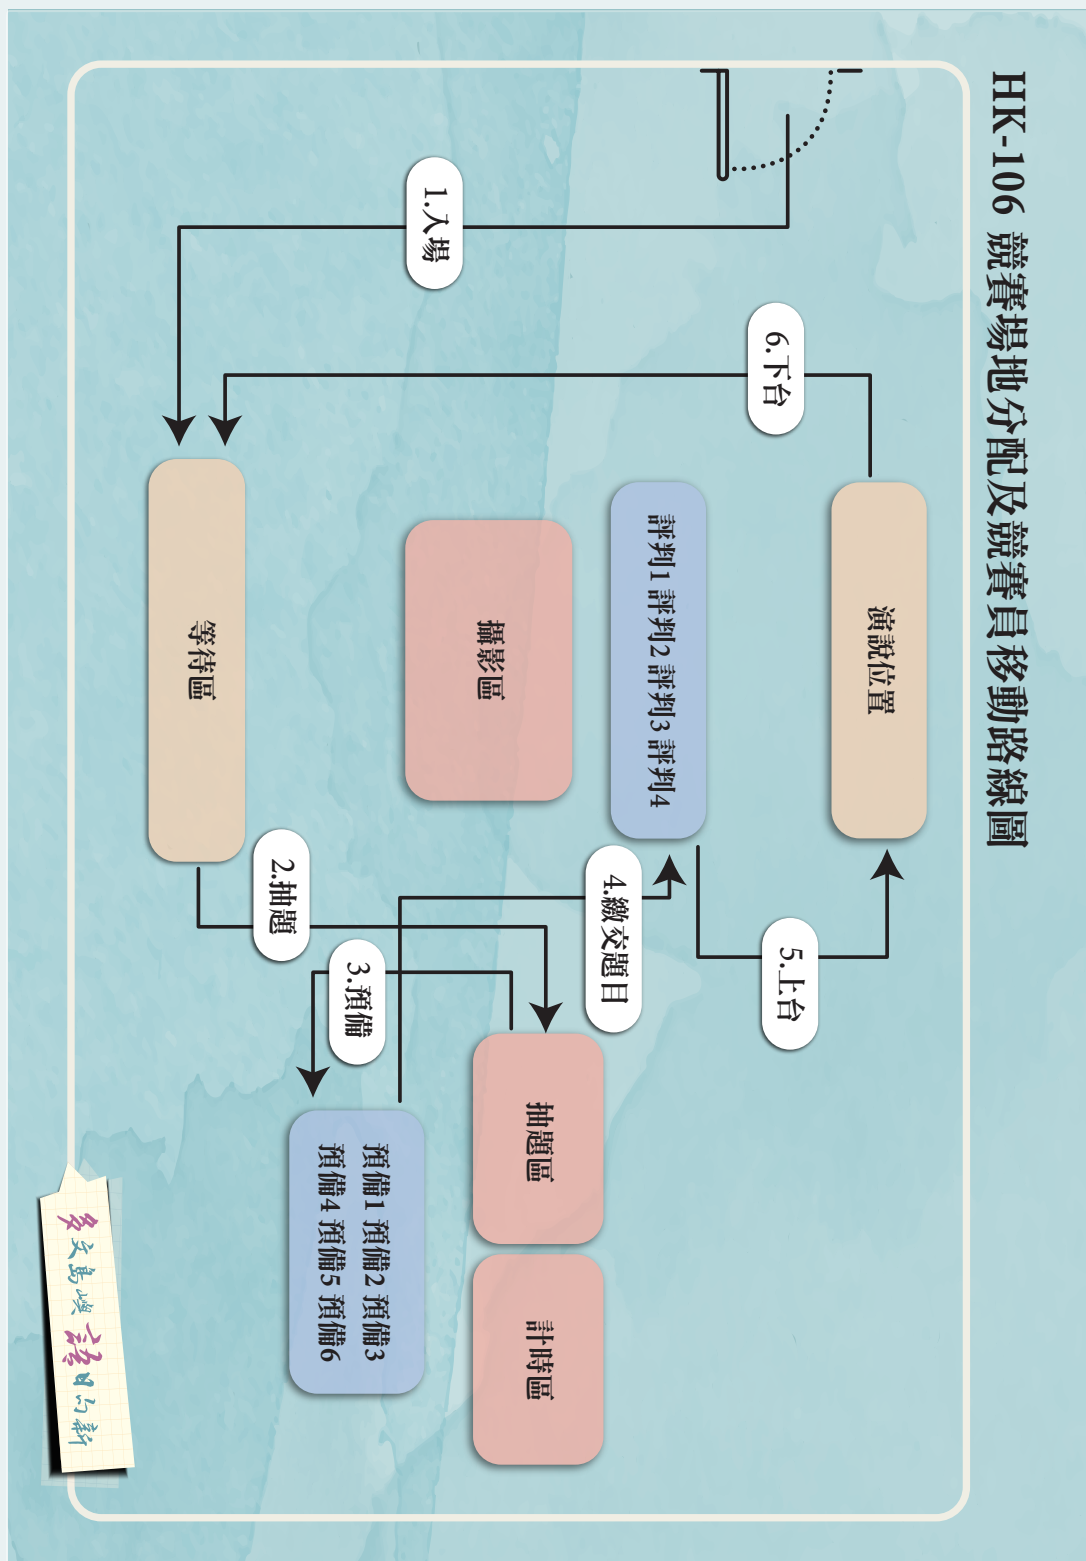 HK-106 競賽場地分配及競賽員移動路線圖
演說位置
6.下台
5.上台
評判1 評判2 評判3 評判4
4.繳交題目
攝影區
1.入場
抽題區
計時區
3.預備
2.抽題
等待區
預備1 預備2 預備3
預備4 預備5 預備6
多文島嶼 語日的新